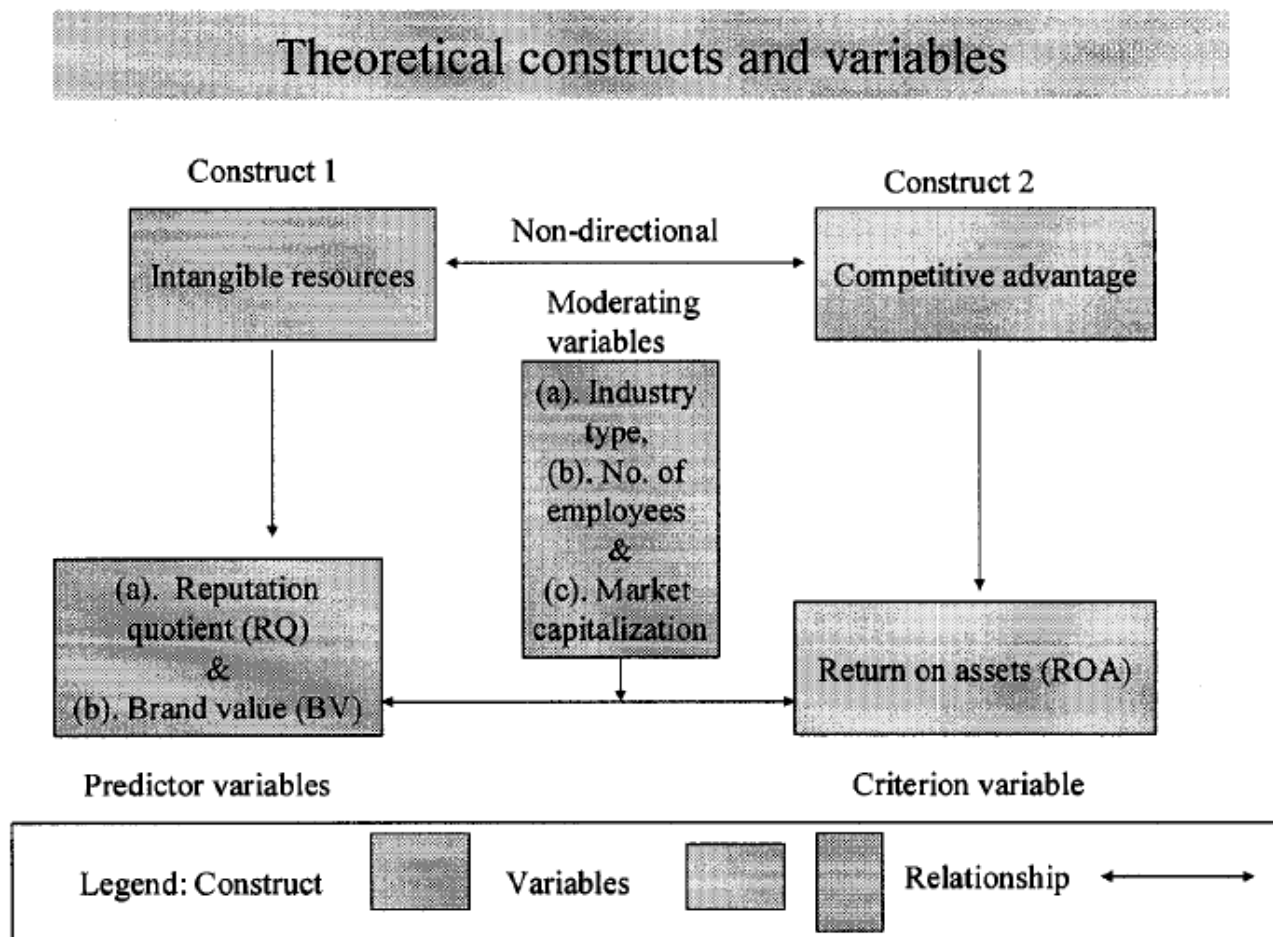 Theoretical constructs and variables
Construct 1
Construct 2
Intangible resources
Non-directional
Competitive advantage
Moderating
variables
(a). Industry
type,
(b). No. of
employees
&
(c). Market
capitalization
(a). Reputation
quotient (RQ)
&
(b). Brand value (BV)
Return on assets (ROA)
Predictor variables
Criterion variable
Legend: Construct
Variables
Relationship